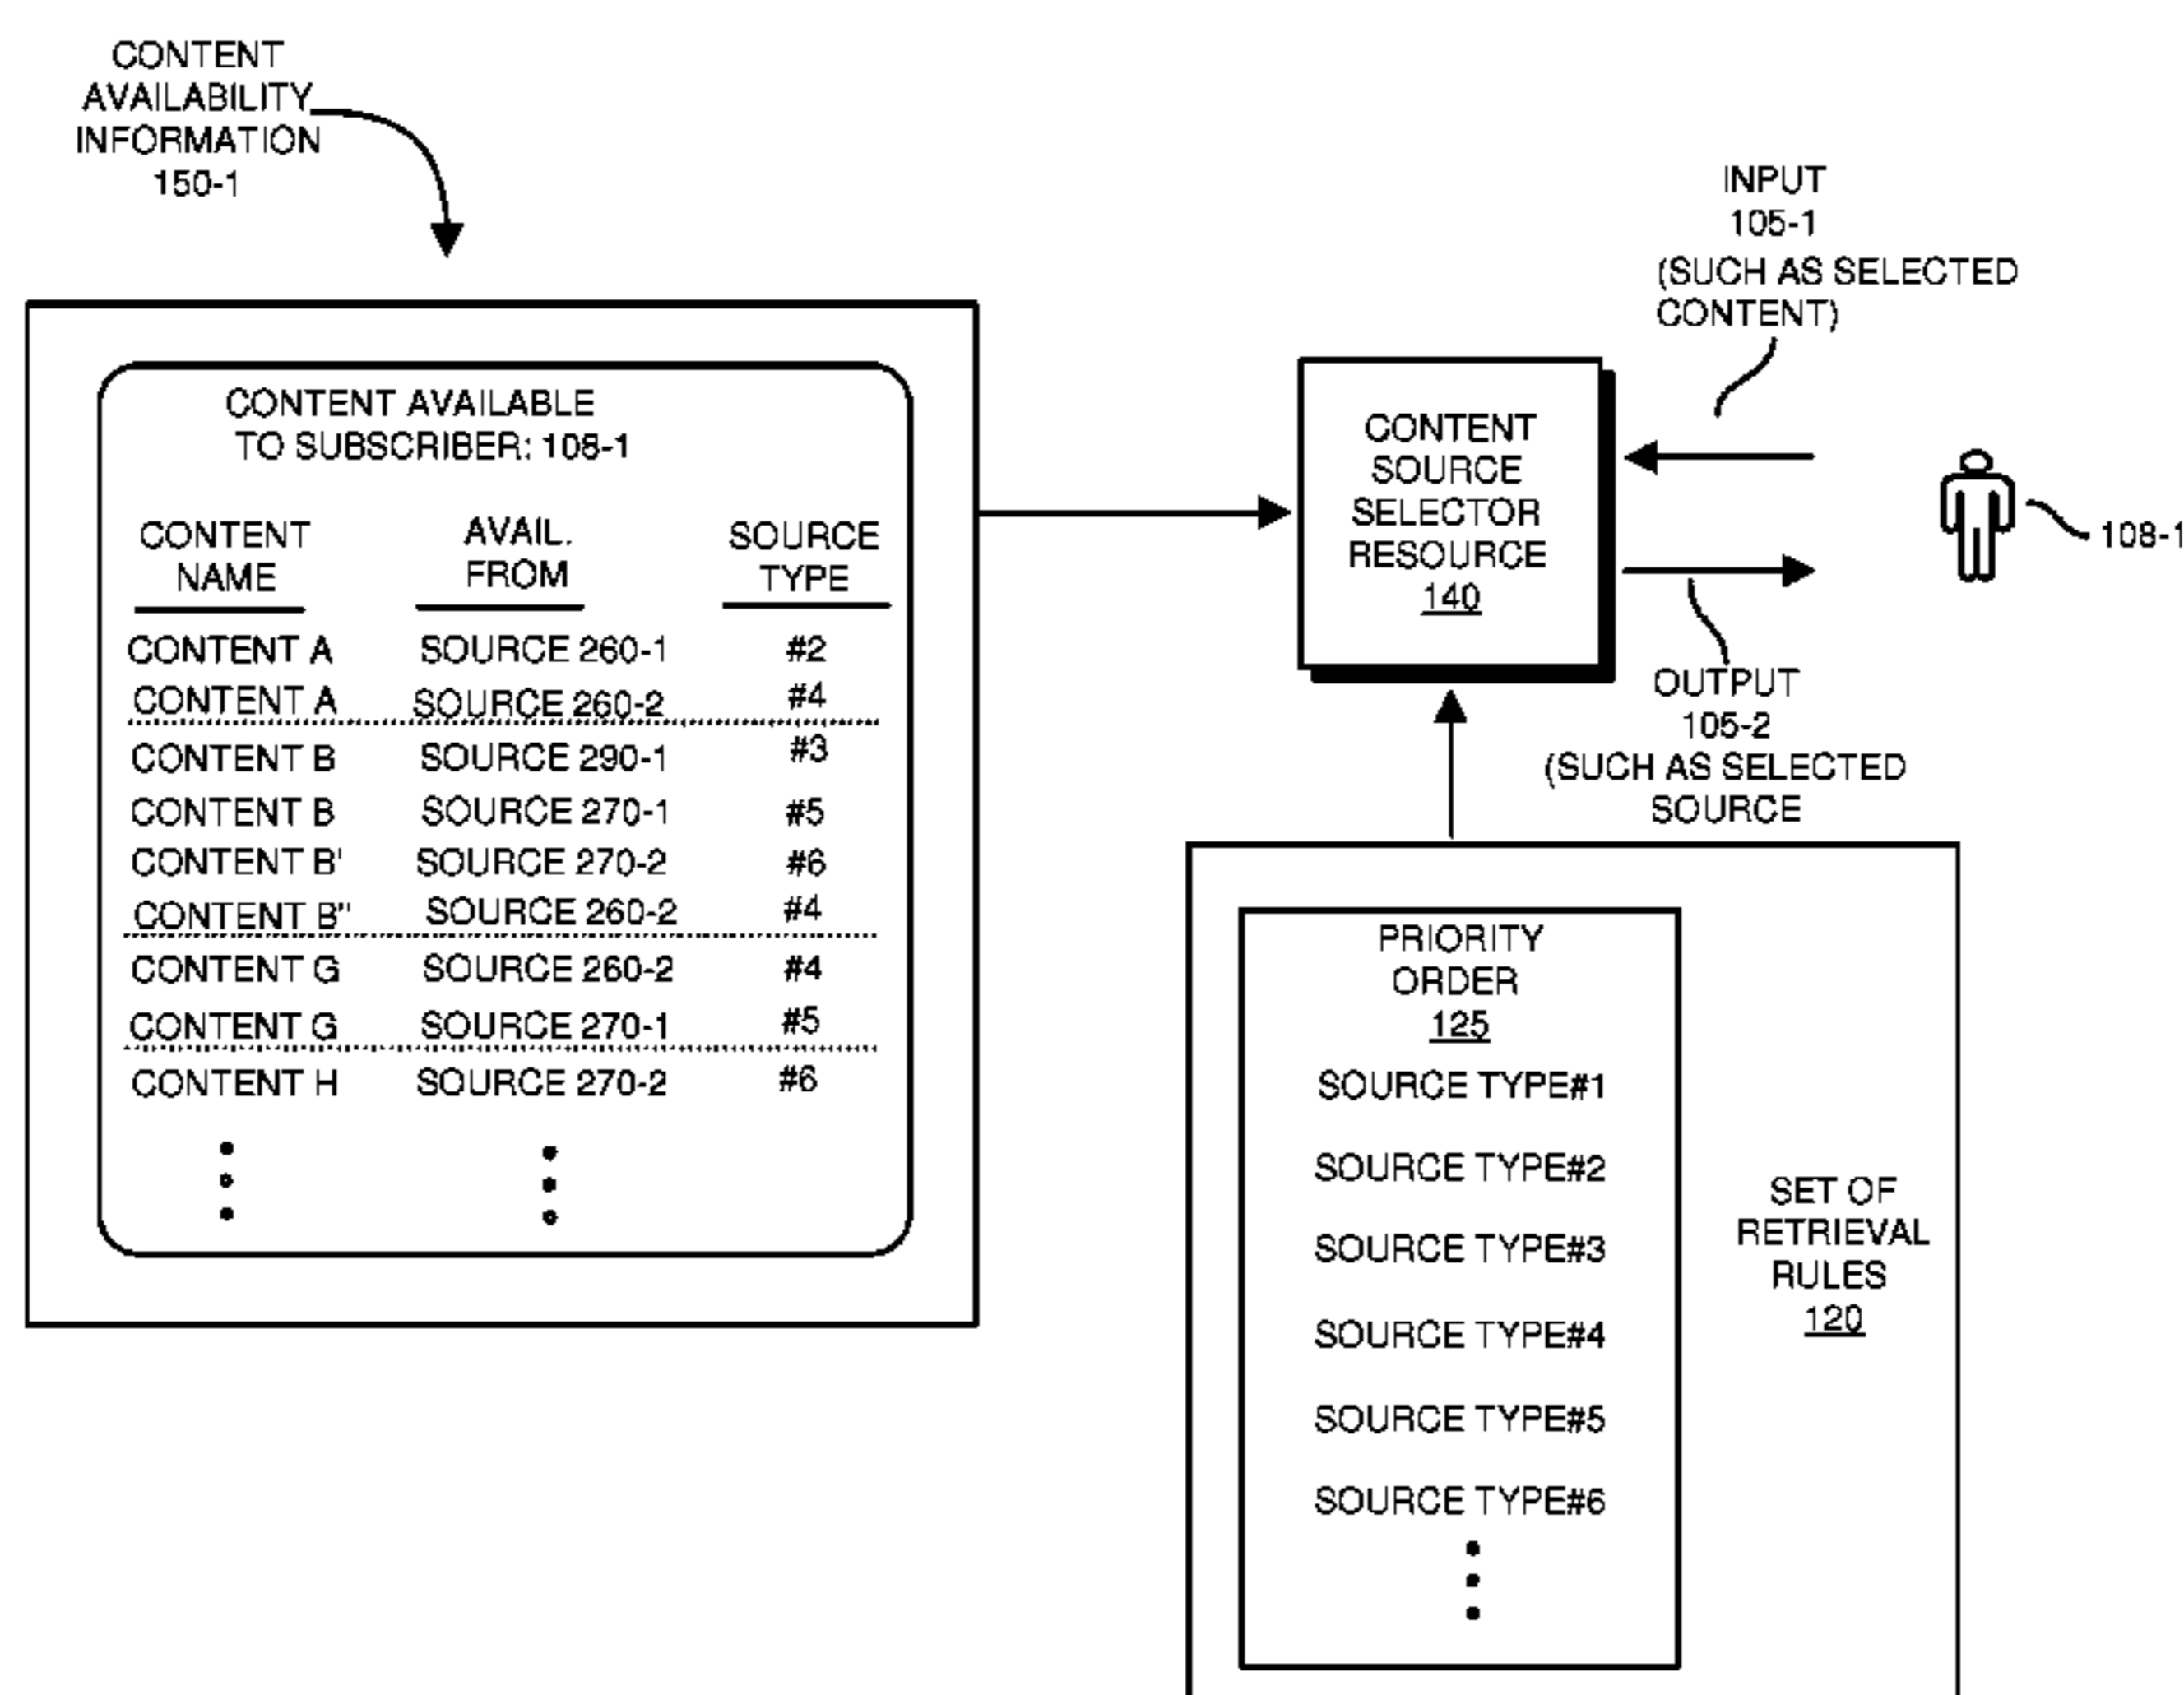 CONTENT
AVAILABILITY
INFORMATION
150-1
CONTENT AVAILABLE
TO SUBSCRIBER: 108-1
CONTENT NAME
AVAIL. FROM
SOURCE TYPE
CONTENT A SOURCE 260-1 #2
CONTENT A SOURCE 260-2 #4
CONTENT B SOURCE 290-1 #3
CONTENT B SOURCE 270-1 #5
CONTENT B' SOURCE 270-2 #6
CONTENT B" SOURCE 260-2 #4
CONTENT G SOURCE 260-2 #4
CONTENT G SOURCE 270-1 #5
CONTENT H SOURCE 270-2 #6
CONTENT
SOURCE
SELECTOR
RESOURCE
140
INPUT
105-1
(SUCH AS SELECTED
CONTENT)
108-1
OUTPUT
105-2
(SUCH AS SELECTED
SOURCE
PRIORITY
ORDER
125
SOURCE TYPE#1
SOURCE TYPE#2
SOURCE TYPE#3
SOURCE TYPE#4
SOURCE TYPE#5
SOURCE TYPE#6
SET OF
RETRIEVAL
RULES
120